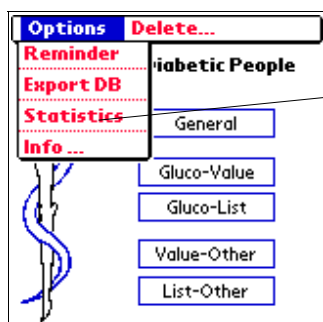 Options Delete...
Reminder
iabetic People
Export DB
Statistics
General
Info ...
Gluco-Value
Gluco-List
Value-Other
List-Other